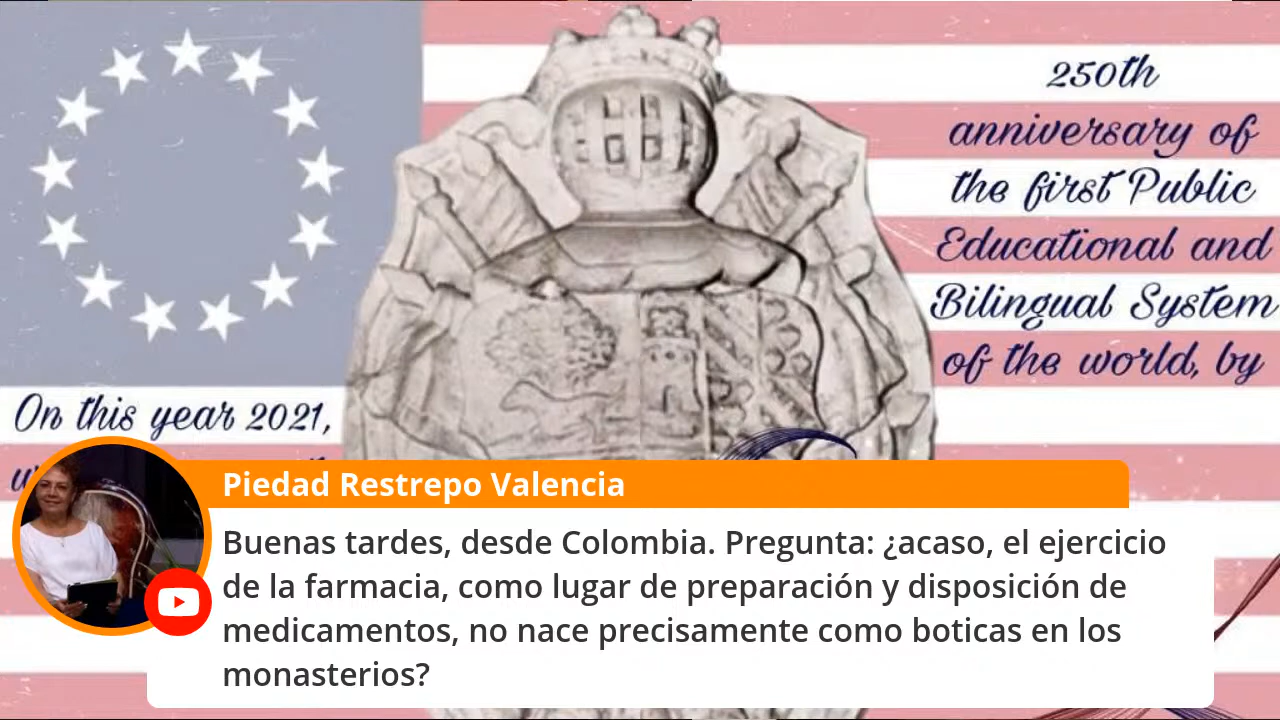 250th
anniversary of
the first Public
Educational and
Bilingual System
of the world, by
On this year 2021,
Piedad Restrepo Valencia
Buenas tardes, desde Colombia. Pregunta: ¿acaso, el ejercicio
de la farmacia, como lugar de preparación y disposición de
medicamentos, no nace precisamente como boticas en los
monasterios?